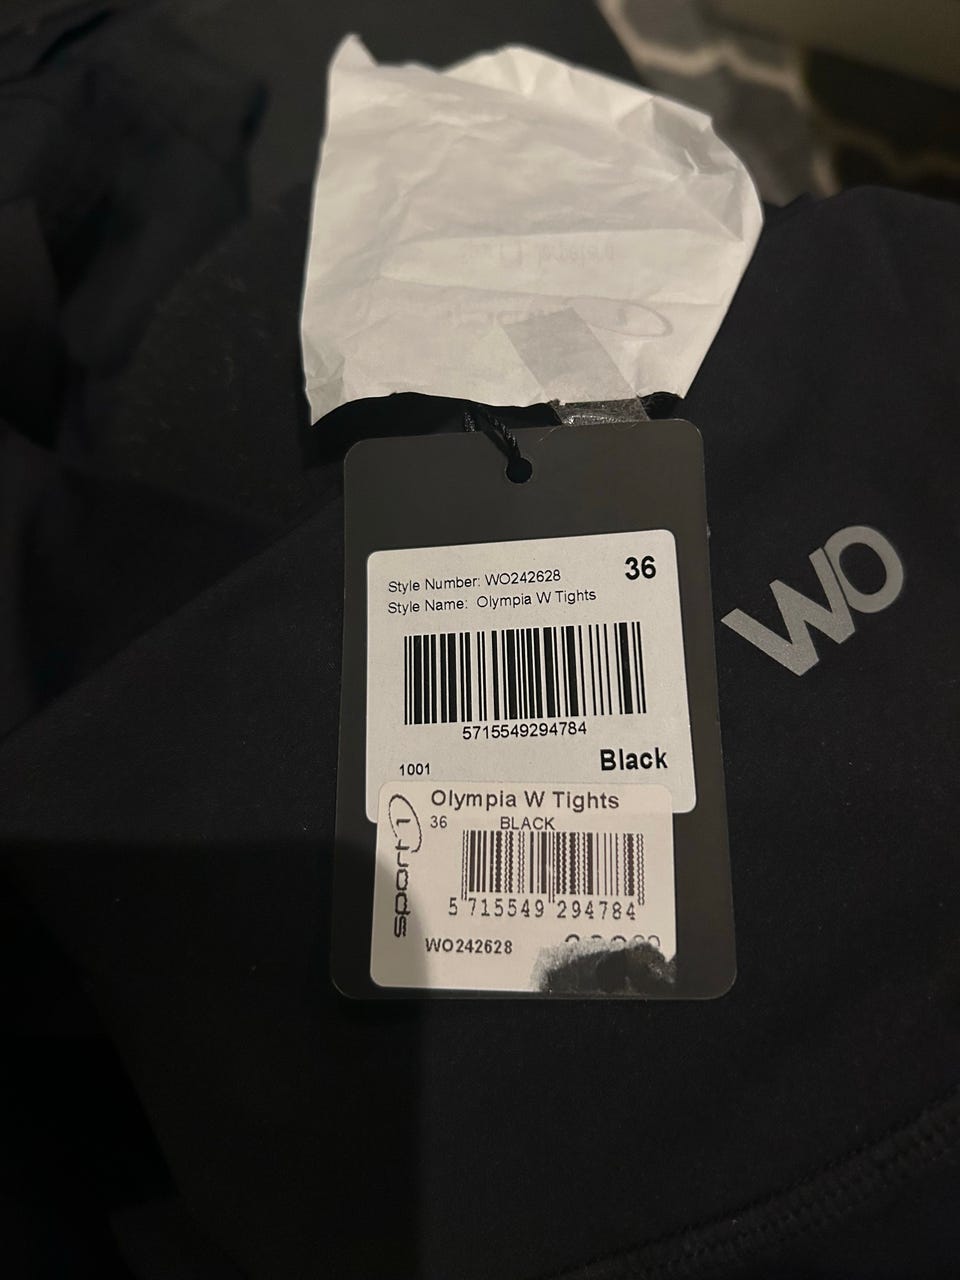 Style Number: WO242628
36
Style Name: Olympia W Tights
5715549294784
1001
Black
Olympia W Tights
36 BLACK
5 715549 294784
WO242628
WO